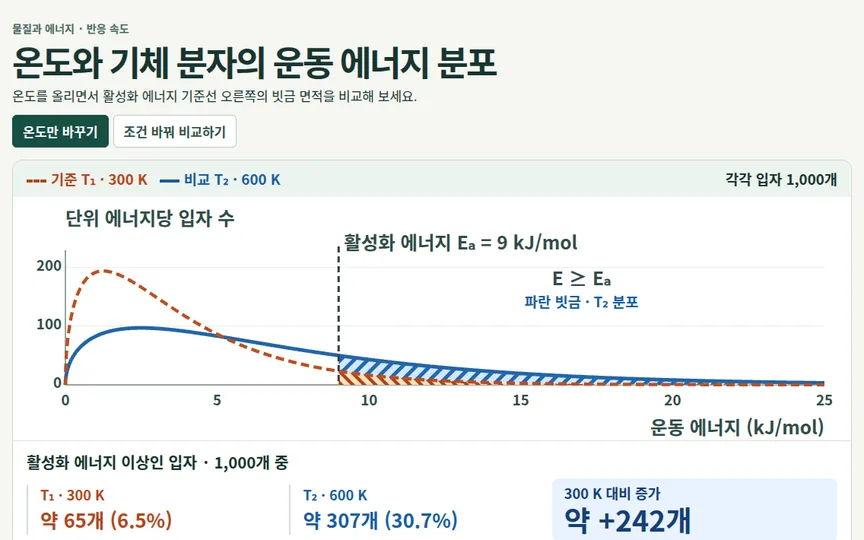 물질과 에너지 · 반응 속도
온도와 기체 분자의 운동 에너지 분포
온도를 올리면서 활성화 에너지 기준선 오른쪽의 빗금 면적을 비교해 보세요.
온도만 바꾸기
조건 바꿔 비교하기
기준 T₁ · 300 K
비교 T₂ · 600 K
각각 입자 1,000개
단위 에너지당 입자 수
활성화 에너지 Eₐ = 9 kJ/mol
E ≥ Eₐ
파란 빗금 · T₂ 분포
200
100
0
0 5 10 15 20 25
운동 에너지 (kJ/mol)
활성화 에너지 이상인 입자 · 1,000개 중
T₁ · 300 K
약 65개 (6.5%)
T₂ · 600 K
약 307개 (30.7%)
300 K 대비 증가
약 +242개